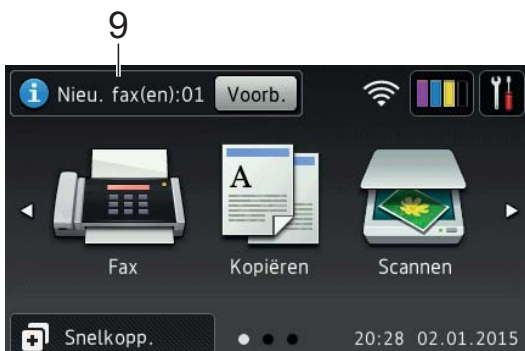 9
Nieu. fax(en):01 Voorb.
A
Fax Kopiëren Scannen
Snelkopp. 20:28 02.01.2015